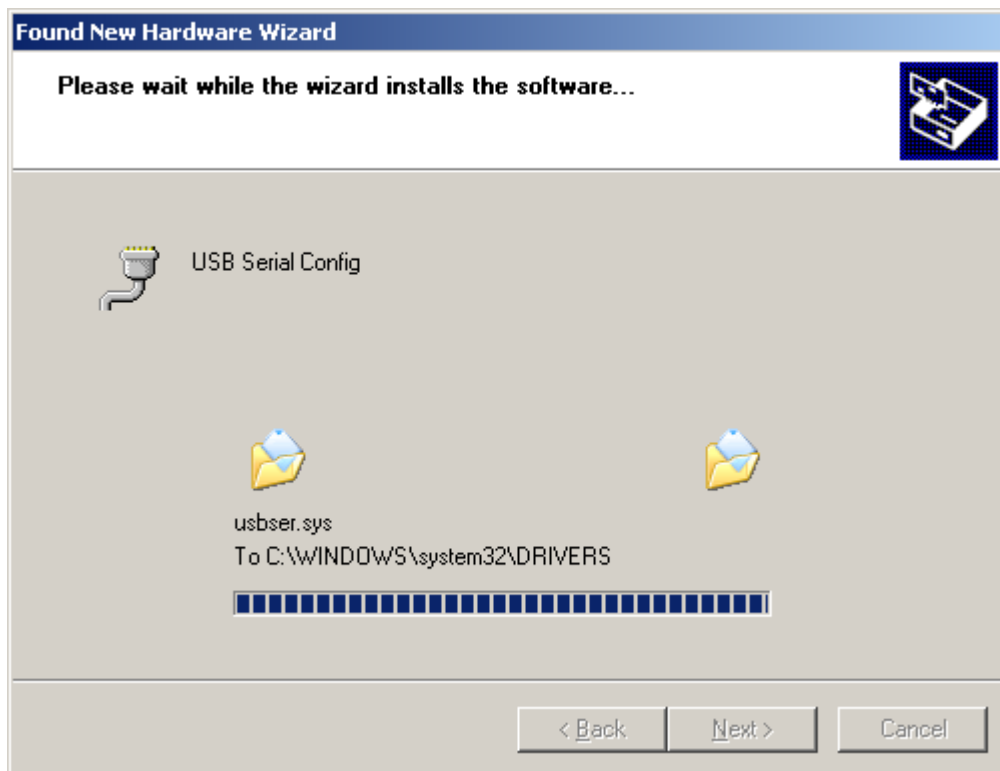 Found New Hardware Wizard
Please wait while the wizard installs the software...
USB Serial Config
usbser.sys
To C:\WINDOWS\system32\DRIVERS
< Back
Next >
Cancel